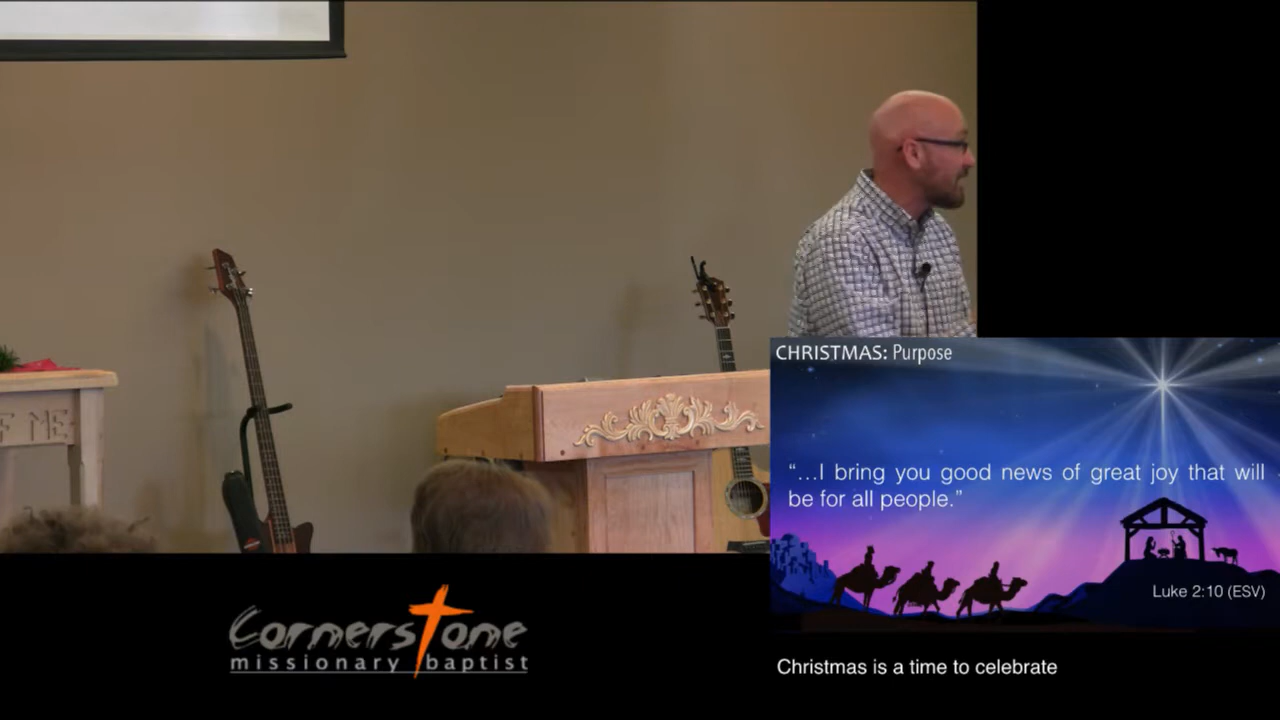 F ME
CHRISTMAS: Purpose
“...I bring you good news of great joy that will
be for all people.”
Luke 2:10 (ESV)
Cornerstone
missionary baptist
Christmas is a time to celebrate